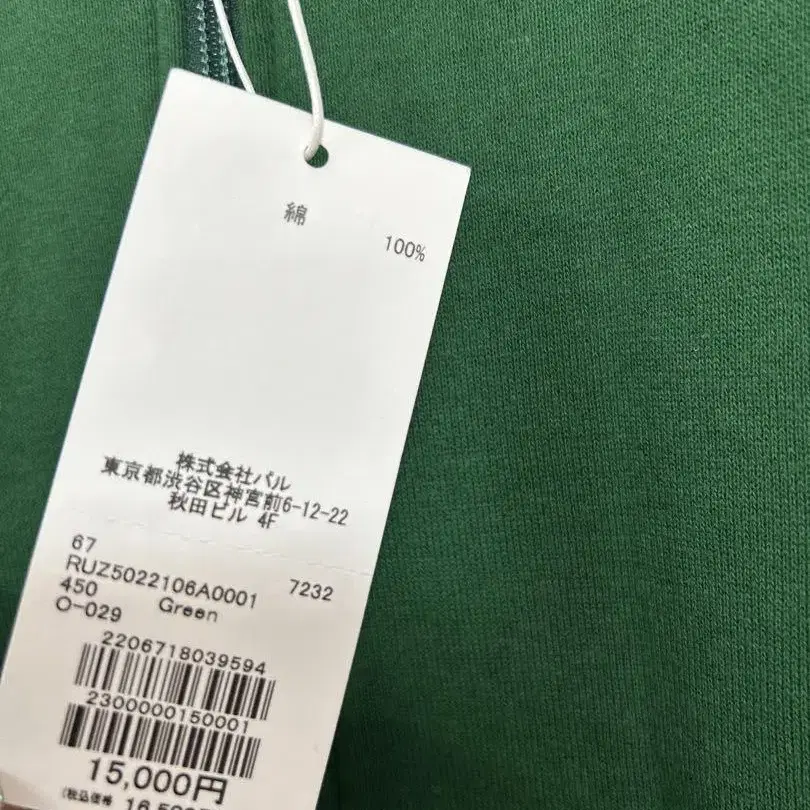 綿
100%
株式会社パル
東京都渋谷区神宮前6-12-22
秋田ビル 4F
67
RUZ5022106A0001 7232
450 Green
O-029
2206718039594
2300000150001
15,000円
(税込価格